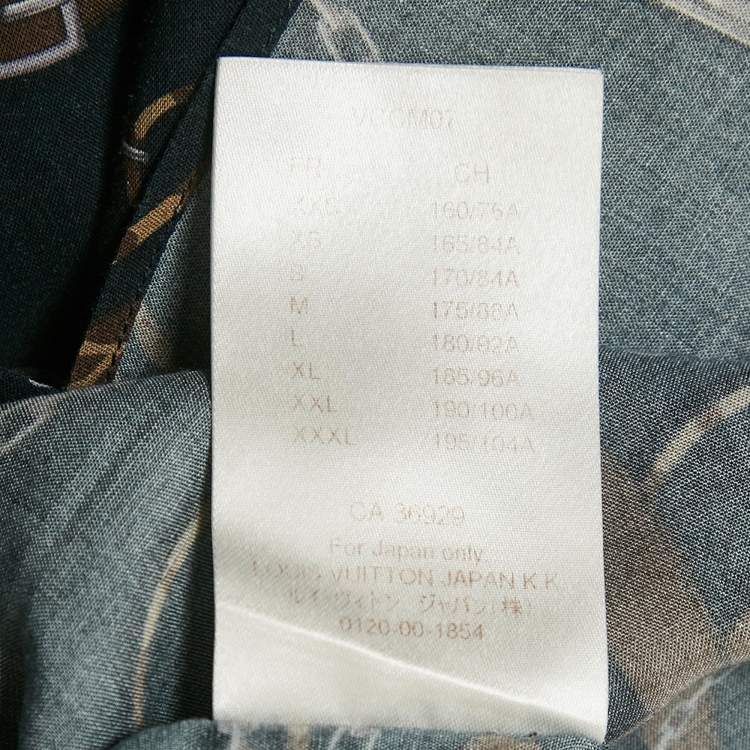 VCCM07
FR CH
XXS 160/76A
XS 165/84A
S 170/84A
M 175/88A
L 180/92A
XL 185/96A
XXL 190/100A
XXXL 195/104A
CA 36929
For Japan only
LOUIS VUITTON JAPAN K K
ルイ・ヴィトン ジャパン(株)
0120-00-1854